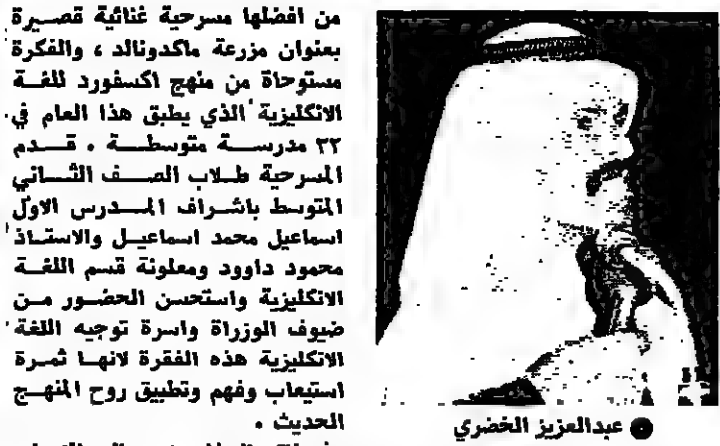 من افضلها مسرحية غنائية قصيرة
بعنوان مزرعة ماكدونالد ، والفكرة
مستوحاة من منهج اكسفورد للغة
الانكليزية الذي يطبق هذا العام في
٢٢ مدرسة متوسطة . قدم
المسرحية طلاب الصف الثاني
المتوسط باشراف المدرس الاول
اسماعيل محمد اسماعيل والاستاذ
محمود داوود ومعلونة قسم اللغة
الانكليزية واستحسن الحضور من
ضيوف الوزراة واسرة توجيه اللغة
الانكليزية هذه الفقرة لانها ثمرة
استيعاب وفهم وتطبيق روح المنهج
الحديث .
● عبدالعزيز الخضري